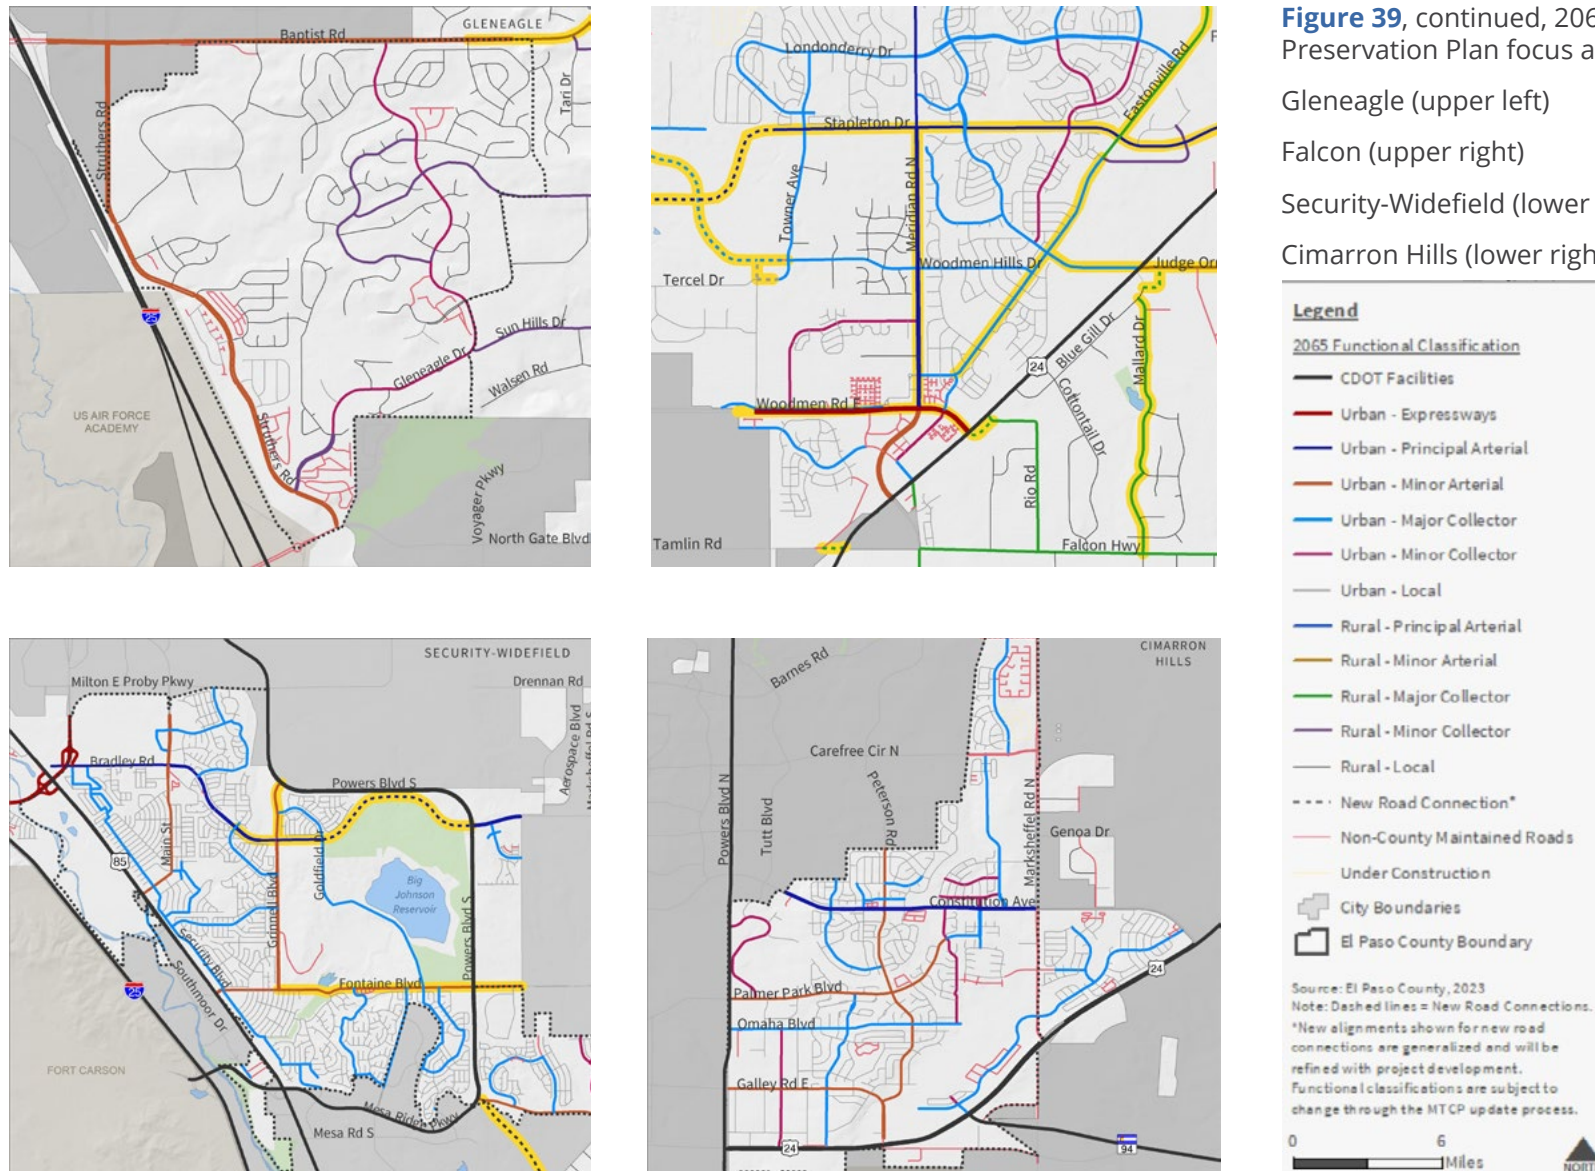 GLENEAGLE
Baptist Rd
Struthers Rd
Tari Dr
25
Sun Hills Dr
Gleneagle Dr
Walsen Rd
US AIR FORCE
ACADEMY
Struthers Rd
Voyager Pkwy
North Gate Blvd
Londonderry Dr
Eastonville Rd
Stapleton Dr
Towner Ave
Meridian Rd N
Woodmen Hills Dr
Judge Or
Tercel Dr
Blue Gill Dr
Mallard Dr
24
Cottontail Dr
Woodmen Rd E
Rio Rd
Tamlin Rd
Falcon Hwy
Figure 39, continued, 206
Preservation Plan focus a
Gleneagle (upper left)
Falcon (upper right)
Security-Widefield (lower
Cimarron Hills (lower righ
SECURITY-WIDEFIELD
Milton E Proby Pkwy
Drennan Rd
Aerospace Blvd
Bradley Rd
Powers Blvd S
Main St
85
Goldfield Dr
Grinnell Blvd
Big
Johnson
Reservoir
Powers Blvd S
Security Blvd
Southmoor Dr
Fontaine Blvd
25
FORT CARSON
Mesa Ridge Pkwy
Mesa Rd S
CIMARRON
HILLS
Barnes Rd
Carefree Cir N
Peterson Rd
Powers Blvd N
Tutt Blvd
Marksheffel Rd N
Genoa Dr
Constitution Ave
24
Palmer Park Blvd
Omaha Blvd
Galley Rd E
24
94
Legend
2065 Functional Classification
CDOT Facilities
Urban - Expressways
Urban - Principal Arterial
Urban - Minor Arterial
Urban - Major Collector
Urban - Minor Collector
Urban - Local
Rural - Principal Arterial
Rural - Minor Arterial
Rural - Major Collector
Rural - Minor Collector
Rural - Local
New Road Connection*
Non-County Maintained Roads
Under Construction
City Boundaries
El Paso County Boundary
Source: El Paso County, 2023
Note: Dashed lines = New Road Connections.
*New alignments shown for new road
connections are generalized and will be
refined with project development.
Functional classifications are subject to
change through the MTCP update process.
0 6
Miles
NORTH